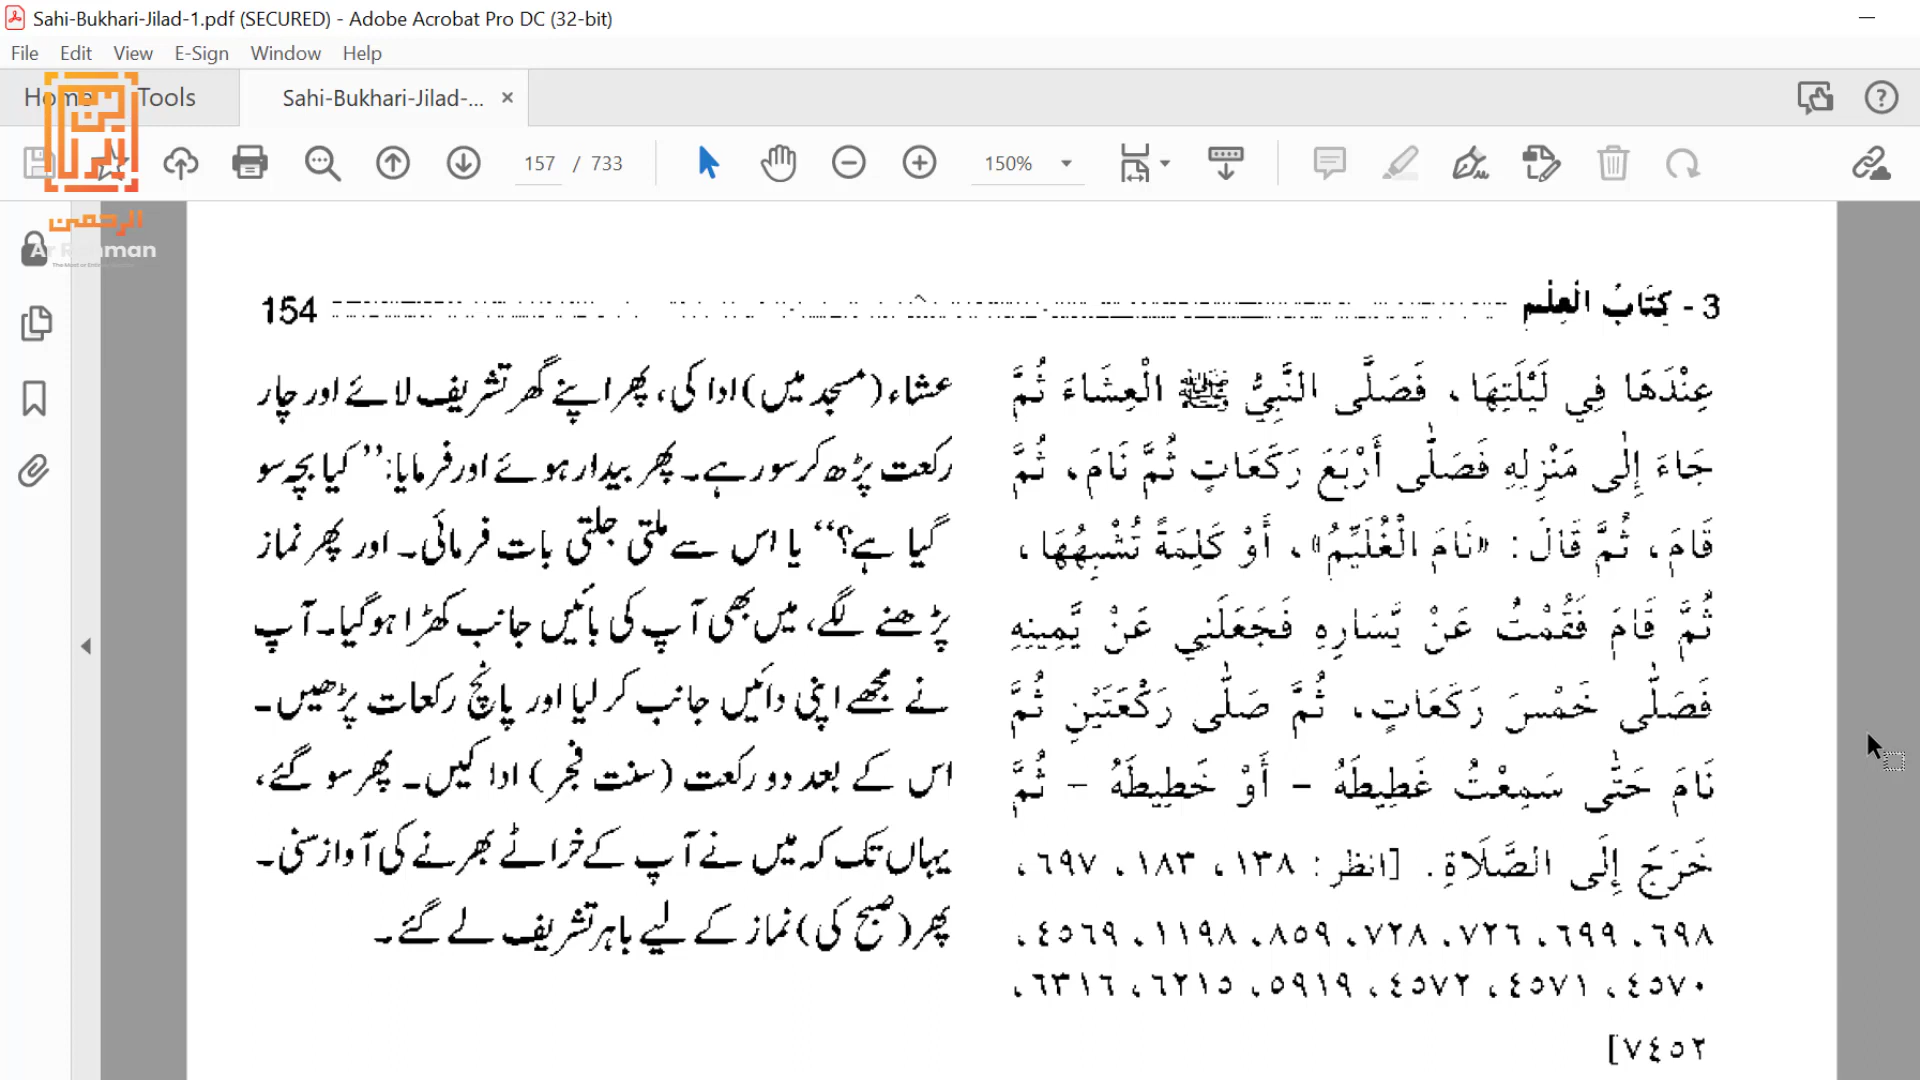 Sahi-Bukhari-Jilad-1.pdf (SECURED) - Adobe Acrobat Pro DC (32-bit)
File Edit View E-Sign Window Help
Home Tools Sahi-Bukhari-Jilad-...
157 / 733 150%
الرحمن
Ar Rahman
3 - كِتَابُ الْعِلْمِ 154
عِنْدَهَا فِي لَيْلَتِهَا، فَصَلَّى النَّبِيُّ ﷺ الْعِشَاءَ ثُمَّ
جَاءَ إِلَى مَنْزِلِهِ فَصَلَّى أَرْبَعَ رَكَعَاتٍ ثُمَّ نَامَ، ثُمَّ
قَامَ، ثُمَّ قَالَ: «نَامَ الْغُلَيِّمُ»، أَوْ كَلِمَةً تُشْبِهُهَا،
ثُمَّ قَامَ فَقُمْتُ عَنْ يَّسَارِهِ فَجَعَلَنِي عَنْ يَّمِينِهِ
فَصَلَّى خَمْسَ رَكَعَاتٍ، ثُمَّ صَلَّى رَكْعَتَيْنِ ثُمَّ
نَامَ حَتَّى سَمِعْتُ غَطِيطَهُ - أَوْ خَطِيطَهُ - ثُمَّ
خَرَجَ إِلَى الصَّلَاةِ. [انظر: ١٣٨، ١٨٣، ٦٩٧،
٦٩٨، ٦٩٩، ٧٢٦، ٧٢٨، ٨٥٩، ١١٩٨، ٤٥٦٩،
٤٥٧٠، ٤٥٧١، ٤٥٧٢، ٥٩١٩، ٦٢١٥، ٦٣١٦،
٧٤٥٢]
عشاء (مسجد میں) ادا کی، پھر اپنے گھر تشریف لائے اور چار
رکعت پڑھ کر سو رہے۔ پھر بیدار ہوئے اور فرمایا: ’’کیا بچہ سو
گیا ہے؟‘‘ یا اس سے ملتی جلتی بات فرمائی۔ اور پھر نماز
پڑھنے لگے، میں بھی آپ کی بائیں جانب کھڑا ہوگیا۔ آپ
نے مجھے اپنی دائیں جانب کر لیا اور پانچ رکعات پڑھیں۔
اس کے بعد دو رکعت (سنت فجر) ادا کیں۔ پھر سو گئے،
یہاں تک کہ میں نے آپ کے خراٹے بھرنے کی آواز سنی۔
پھر (صبح کی) نماز کے لیے باہر تشریف لے گئے۔